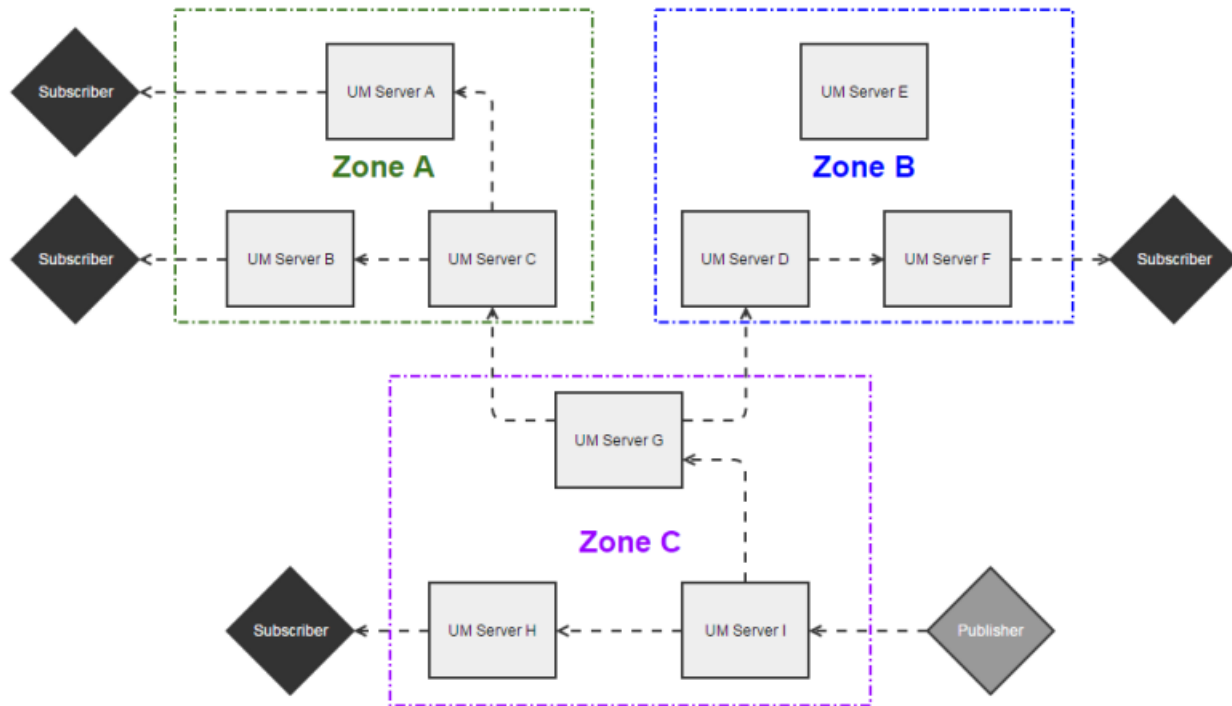 Subscriber
UM Server A
UM Server E
Zone A
Zone B
Subscriber
UM Server B
UM Server C
UM Server D
UM Server F
Subscriber
UM Server G
Zone C
Subscriber
UM Server H
UM Server I
Publisher